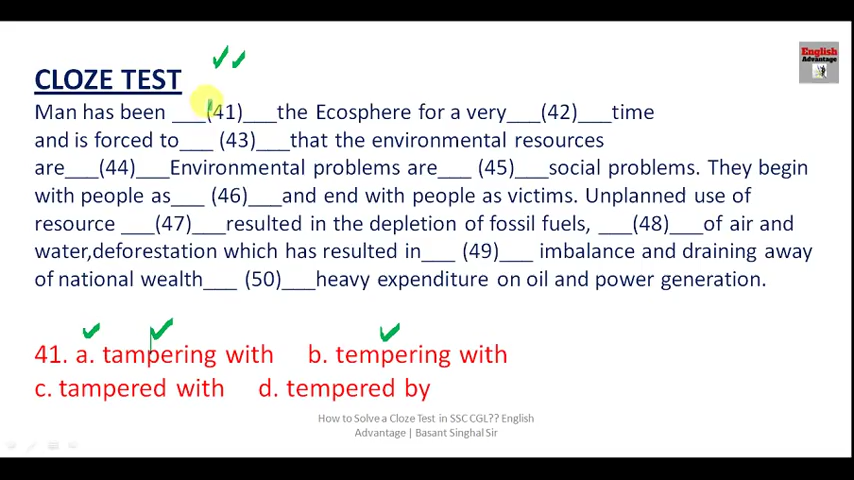 English
Advantage
CLOZE TEST
Man has been ___(41)___the Ecosphere for a very___(42)___time
and is forced to___ (43)___that the environmental resources
are___(44)___Environmental problems are___ (45)___social problems. They begin
with people as___ (46)___and end with people as victims. Unplanned use of
resource ___(47)___resulted in the depletion of fossil fuels, ___(48)___of air and
water,deforestation which has resulted in___ (49)___ imbalance and draining away
of national wealth___ (50)___heavy expenditure on oil and power generation.
41. a. tampering with b. tempering with
c. tampered with d. tempered by
How to Solve a Cloze Test in SSC CGL?? English
Advantage | Basant Singhal Sir